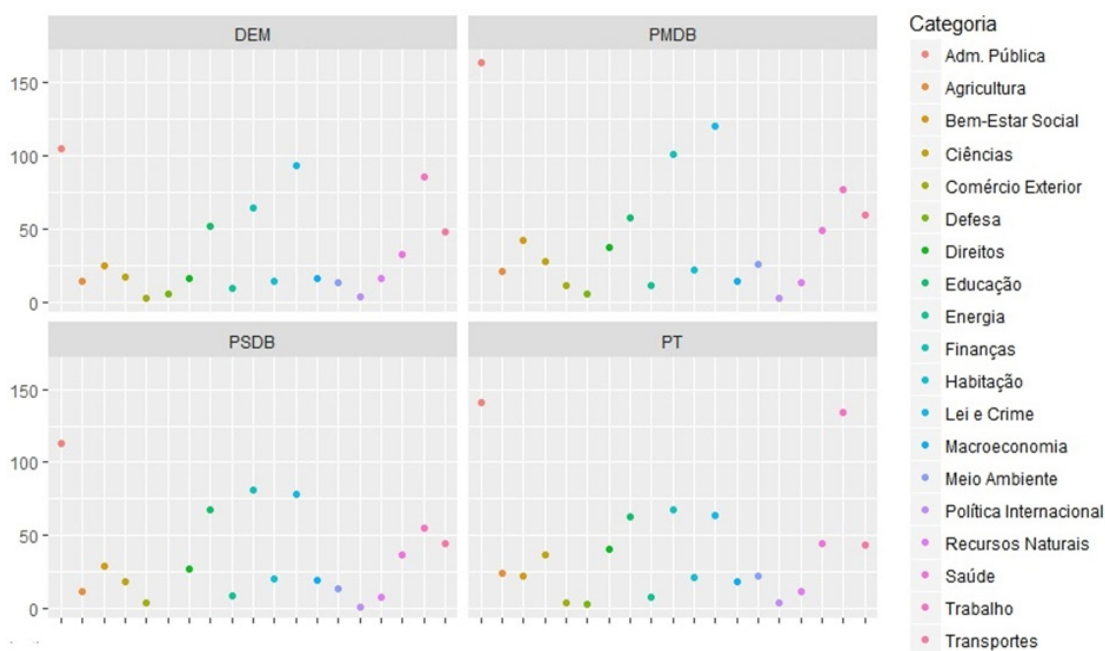 DEM
PMDB
150
100
50
0
PSDB
PT
150
100
50
0
Categoria
Adm. Pública
Agricultura
Bem-Estar Social
Ciências
Comércio Exterior
Defesa
Direitos
Educação
Energia
Finanças
Habitação
Lei e Crime
Macroeconomia
Meio Ambiente
Política Internacional
Recursos Naturais
Saúde
Trabalho
Transportes